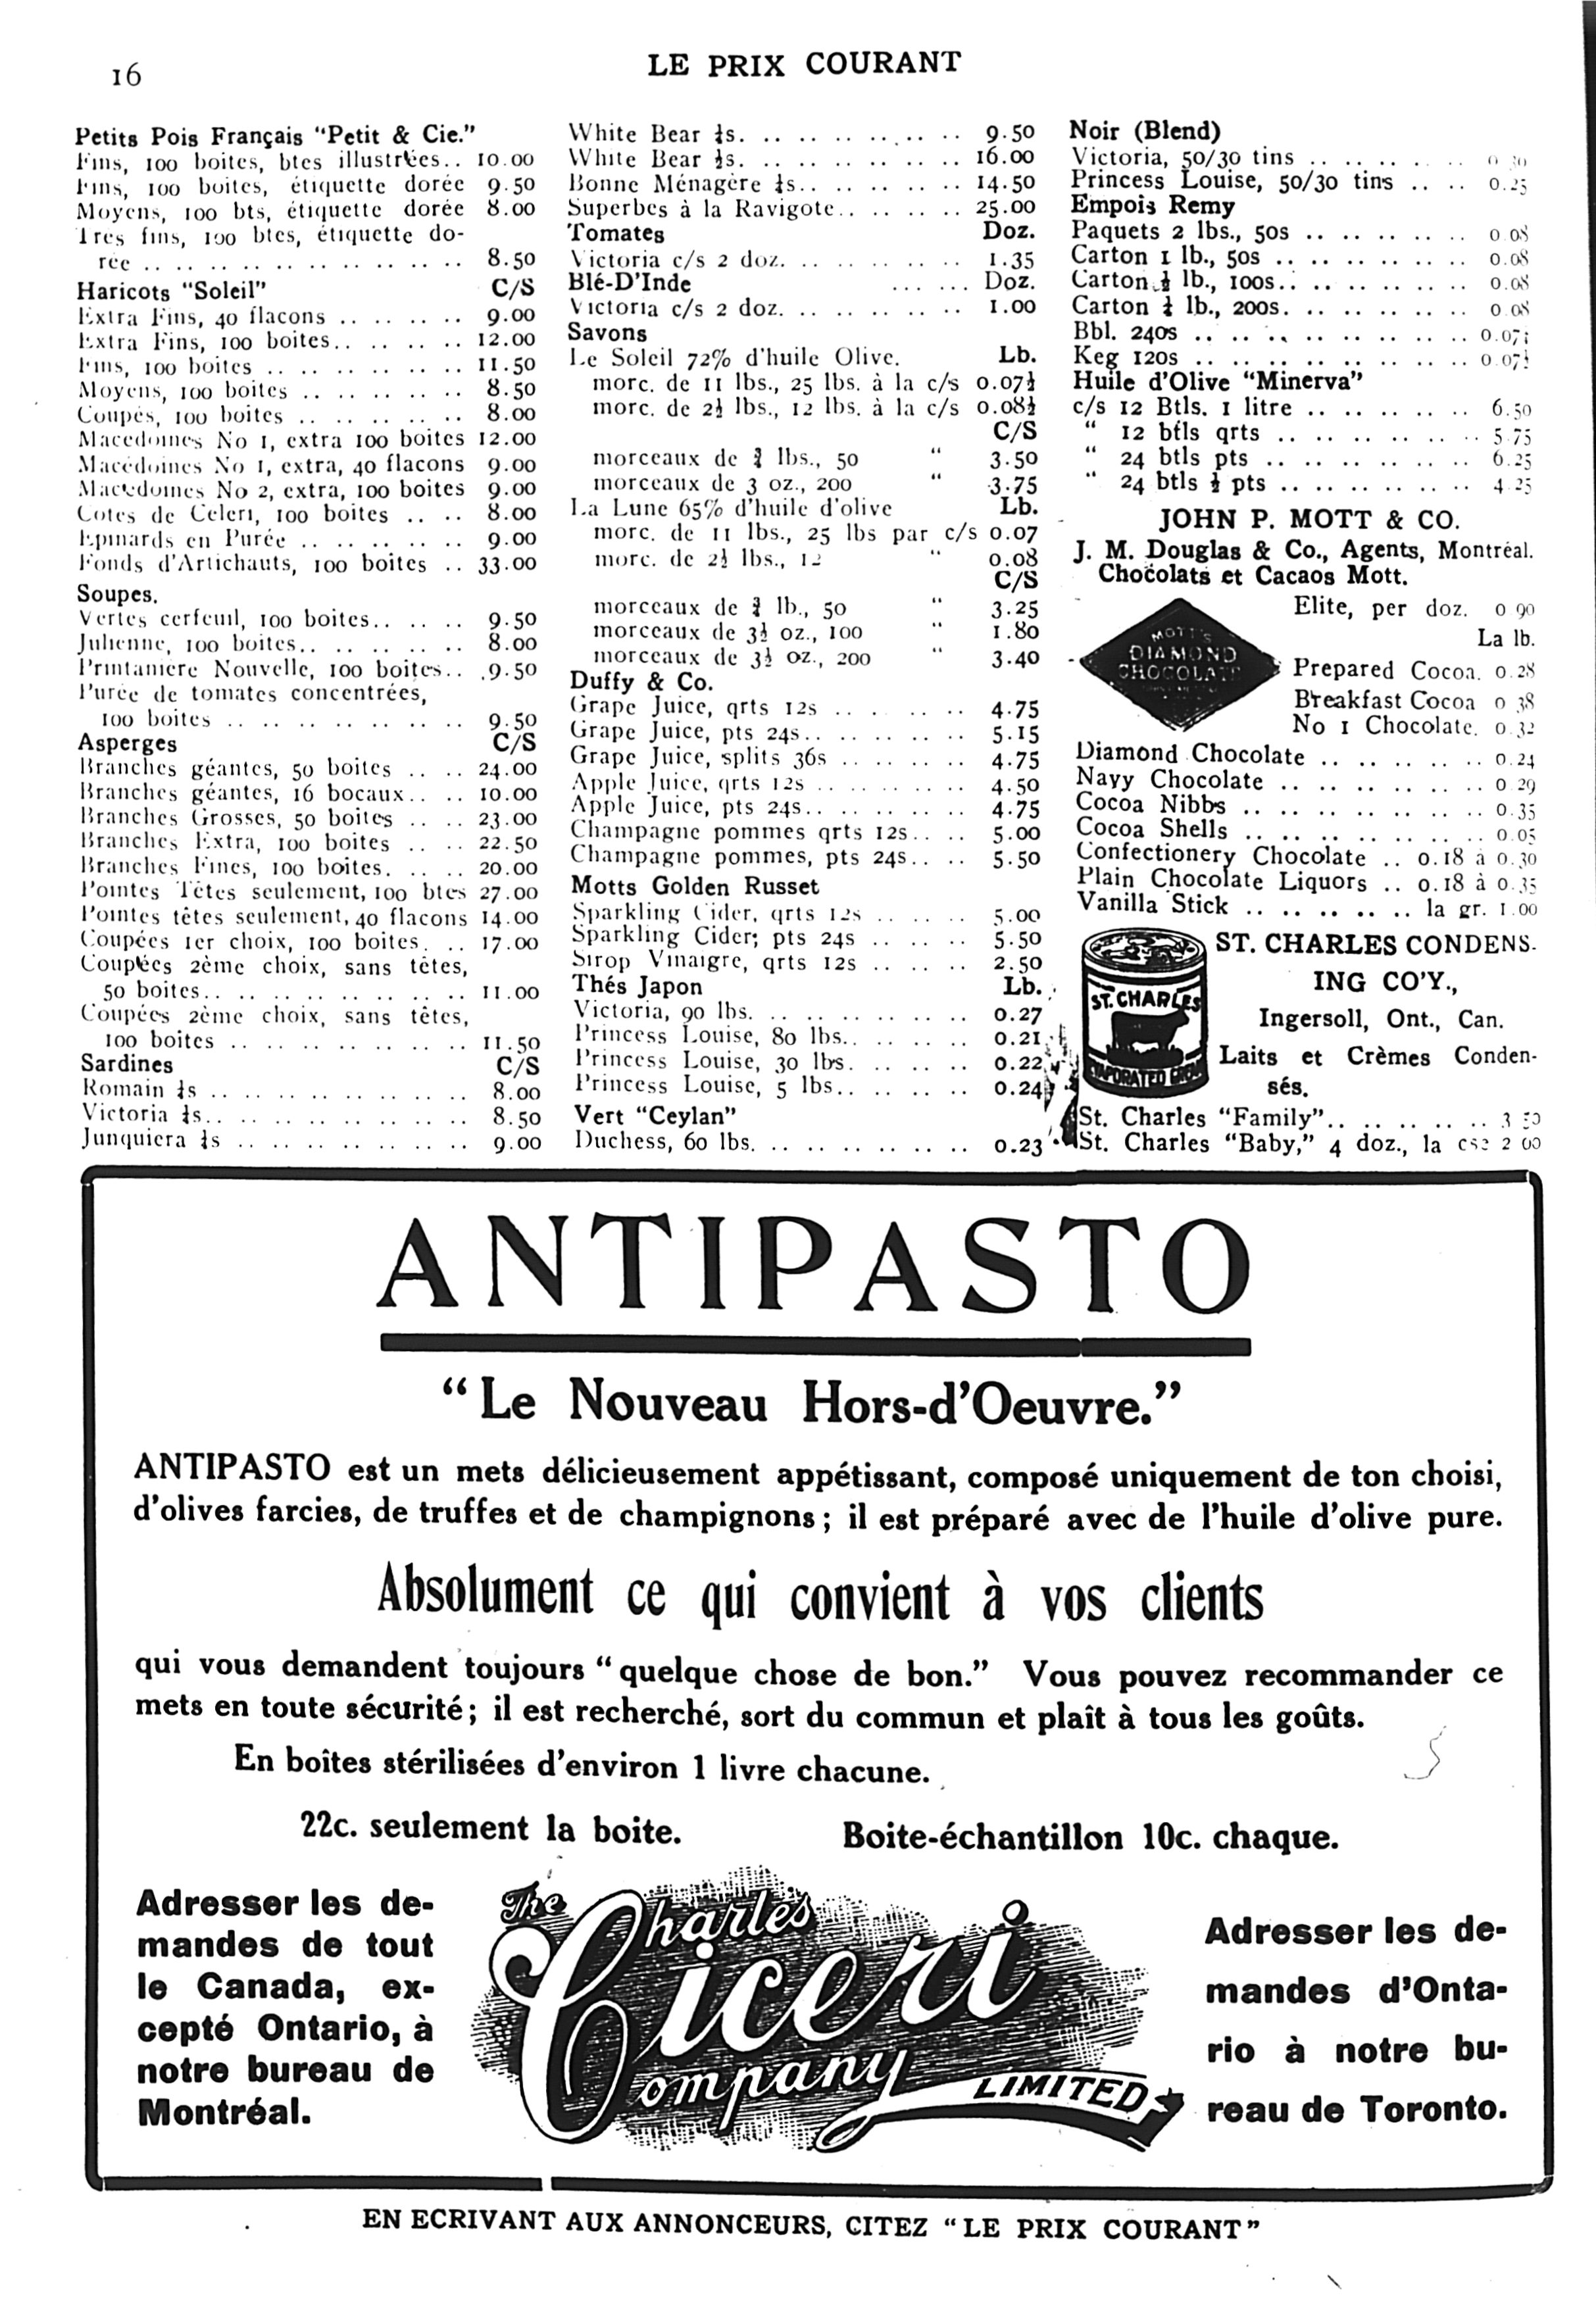 16
LE PRIX COURANT
Petits Pois Français "Petit & Cie."
Fins, 100 boites, btes illustrées.. 10.00
Fins, 100 boites, étiquette dorée 9.50
Moyens, 100 bts, étiquette dorée 8.00
Tres fins, 100 btes, étiquette do-
rée .. .. .. .. .. .. .. .. .. .. .. .. 8.50
Haricots "Soleil" C/S
Extra Fins, 40 flacons .. .. .. .. .. 9.00
Extra Fins, 100 boites.. .. .. .. .. 12.00
Fins, 100 boites .. .. .. .. .. .. .. .. 11.50
Moyens, 100 boites .. .. .. .. .. .. 8.50
Coupés, 100 boites .. .. .. .. .. .. 8.00
Macedoines No 1, extra 100 boites 12.00
Macédoines No 1, extra, 40 flacons 9.00
Macedoines No 2, extra, 100 boites 9.00
Cotes de Celeri, 100 boites .. .. .. 8.00
Epinards en Purée .. .. .. .. .. .. 9.00
Fonds d'Artichauts, 100 boites .. 33.00
Soupes.
Vertes cerfeuil, 100 boites.. .. .. .. 9.50
Julienne, 100 boites.. .. .. .. .. .. .. 8.00
Printaniere Nouvelle, 100 boites.. .9.50
Purée de tomates concentrées,
100 boites .. .. .. .. .. .. .. .. .. 9.50
Asperges C/S
Branches géantes, 50 boites .. .. .. 24.00
Branches géantes, 16 bocaux.. .. 10.00
Branches Grosses, 50 boites .. .. 23.00
Branches Extra, 100 boites .. .. 22.50
Branches Fines, 100 boites. .. .. 20.00
Pointes Têtes seulement, 100 btes 27.00
Pointes têtes seulement, 40 flacons 14.00
Coupées 1er choix, 100 boites. .. 17.00
Coupées 2ème choix, sans têtes,
50 boites.. .. .. .. .. .. .. .. .. .. 11.00
Coupées 2ème choix, sans têtes,
100 boites .. .. .. .. .. .. .. .. .. 11.50
Sardines C/S
Romain ¼s .. .. .. .. .. .. .. .. .. .. 8.00
Victoria ¼s.. .. .. .. .. .. .. .. .. .. 8.50
Junquiera ¼s .. .. .. .. .. .. .. .. .. 9.00
White Bear ¼s. .. .. .. .. .. .. .. .. 9.50
White Bear ½s. .. .. .. .. .. .. .. .. 16.00
Bonne Ménagère ¼s.. .. .. .. .. .. 14.50
Superbes à la Ravigote.. .. .. .. .. 25.00
Tomates Doz.
Victoria c/s 2 doz. .. .. .. .. .. .. .. 1.35
Blé-D'Inde ... ... ... Doz.
Victoria c/s 2 doz. .. .. .. .. .. .. .. 1.00
Savons
Le Soleil 72% d'huile Olive. Lb.
morc. de 11 lbs., 25 lbs. à la c/s 0.07½
morc. de 2½ lbs., 12 lbs. à la c/s 0.08½
C/S
morceaux de ¾ lbs., 50 " 3.50
morceaux de 3 oz., 200 " 3.75
La Lune 65% d'huile d'olive Lb.
morc. de 11 lbs., 25 lbs par c/s 0.07
morc. de 2½ lbs., 12 " 0.08
C/S
morceaux de ¾ lb., 50 " 3.25
morceaux de 3½ oz., 100 " 1.80
morceaux de 3½ oz., 200 " 3.40
Duffy & Co.
Grape Juice, qrts 12s .. .. .. .. .. 4.75
Grape Juice, pts 24s.. .. .. .. .. .. 5.15
Grape Juice, splits 36s .. .. .. .. .. 4.75
Apple Juice, qrts 12s .. .. .. .. .. .. 4.50
Apple Juice, pts 24s.. .. .. .. .. .. 4.75
Champagne pommes qrts 12s.. .. .. 5.00
Champagne pommes, pts 24s.. .. .. 5.50
Motts Golden Russet
Sparkling Cider, qrts 12s .. .. .. .. 5.00
Sparkling Cider; pts 24s .. .. .. .. 5.50
Sirop Vinaigre, qrts 12s .. .. .. .. 2.50
Thés Japon Lb.
Victoria, 90 lbs. .. .. .. .. .. .. .. .. 0.27
Princess Louise, 80 lbs.. .. .. .. .. 0.21
Princess Louise, 30 lbs. .. .. .. .. 0.22
Princess Louise, 5 lbs.. .. .. .. .. 0.24
Vert "Ceylan"
Duchess, 60 lbs. .. .. .. .. .. .. .. .. 0.23
Noir (Blend)
Victoria, 50/30 tins .. .. .. .. .. ..
Princess Louise, 50/30 tins .. .. .. 0.25
Empois Remy
Paquets 2 lbs., 50s .. .. .. .. .. .. 0.08
Carton 1 lb., 50s .. .. .. .. .. .. .. 0.08
Carton ½ lb., 100s.. .. .. .. .. .. .. 0.08
Carton ¼ lb., 200s. .. .. .. .. .. .. 0.08
Bbl. 240s .. .. .. .. .. .. .. .. .. ..
Keg 120s .. .. .. .. .. .. .. .. .. .. 0.07½
Huile d'Olive "Minerva"
c/s 12 Btls. 1 litre .. .. .. .. .. .. .. 6.50
" 12 btls qrts .. .. .. .. .. .. .. .. 5.75
" 24 btls pts .. .. .. .. .. .. .. .. 6.25
" 24 btls ½ pts .. .. .. .. .. .. .. 4.25
JOHN P. MOTT & CO.
J. M. Douglas & Co., Agents, Montréal.
Chocolats et Cacaos Mott.
MOTT'S
DIAMOND
CHOCOLATE
Elite, per doz. 0 90
La lb.
Prepared Cocoa. 0.28
Breakfast Cocoa 0 38
No 1 Chocolate. 0.32
Diamond Chocolate .. .. .. .. .. .. 0.24
Navy Chocolate .. .. .. .. .. .. .. 0 29
Cocoa Nibbs .. .. .. .. .. .. .. .. 0.35
Cocoa Shells .. .. .. .. .. .. .. .. 0.05
Confectionery Chocolate .. 0.18 à 0.30
Plain Chocolate Liquors .. 0.18 à 0.35
Vanilla Stick .. .. .. .. .. .. la gr. 1.00
ST. CHARLES
EVAPORATED CREAM
ST. CHARLES CONDENS-
ING CO'Y.,
Ingersoll, Ont., Can.
Laits et Crèmes Conden-
sés.
St. Charles "Family".. .. .. .. .. .. 3 50
St. Charles "Baby," 4 doz., la cse 2 00
ANTIPASTO
"Le Nouveau Hors-d'Oeuvre."
ANTIPASTO est un mets délicieusement appétissant, composé uniquement de ton choisi,
d'olives farcies, de truffes et de champignons; il est préparé avec de l'huile d'olive pure.
Absolument ce qui convient à vos clients
qui vous demandent toujours "quelque chose de bon." Vous pouvez recommander ce
mets en toute sécurité; il est recherché, sort du commun et plaît à tous les goûts.
En boîtes stérilisées d'environ 1 livre chacune.
22c. seulement la boite. Boite-échantillon 10c. chaque.
Adresser les de-
mandes de tout
le Canada, ex-
cepté Ontario, à
notre bureau de
Montréal.
The Charles
Ciceri
Company
LIMITED
Adresser les de-
mandes d'Onta-
rio à notre bu-
reau de Toronto.
EN ECRIVANT AUX ANNONCEURS, CITEZ "LE PRIX COURANT"